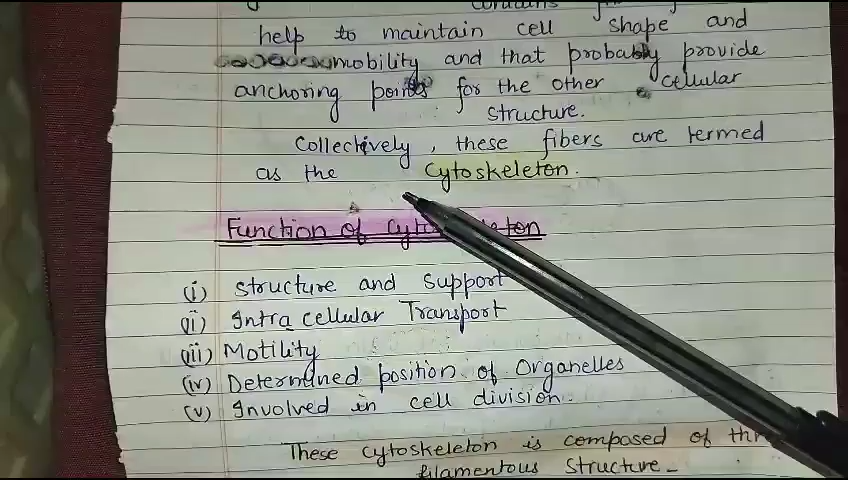 contains
help to maintain cell shape and
mobility and that probably provide
anchoring points for the other cellular
structure.
Collectively, these fibers are termed
as the cytoskeleton.
Function of Cytoskeleton
(i) Structure and Support
(ii) Intra cellular Transport
(iii) Motility
(iv) Determined position of Organelles
(v) Involved in cell division.
These cytoskeleton is composed of
filamentous structure -